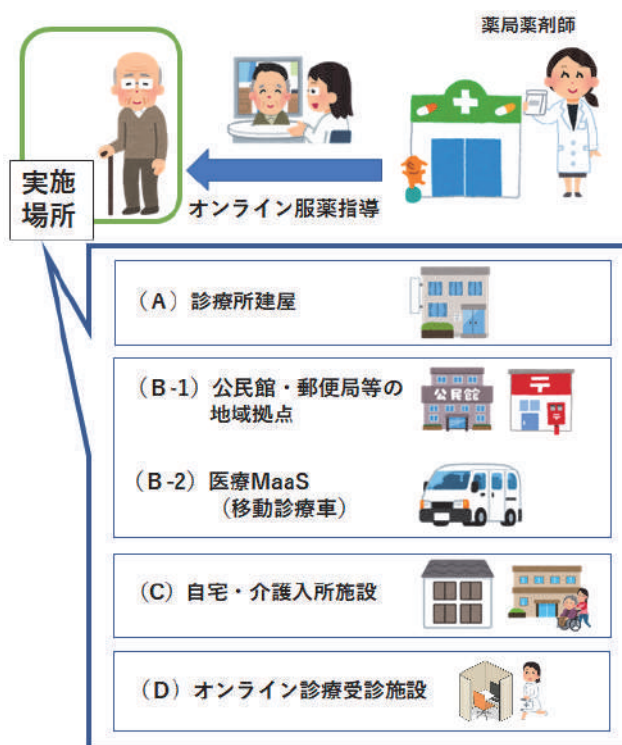 薬局薬剤師
実施
場所
オンライン服薬指導
（A）診療所建屋
（B-1）公民館・郵便局等の
地域拠点
公民館
（B-2）医療MaaS
（移動診療車）
（C）自宅・介護入所施設
（D）オンライン診療受診施設